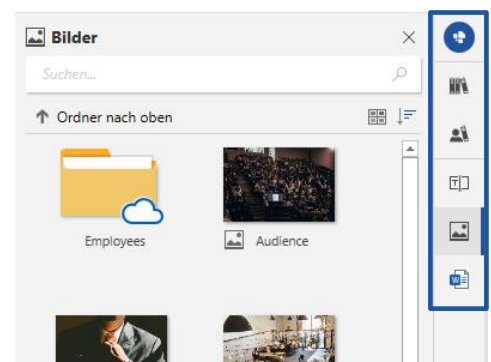 Bilder
Suchen...
Ordner nach oben
Employees
Audience